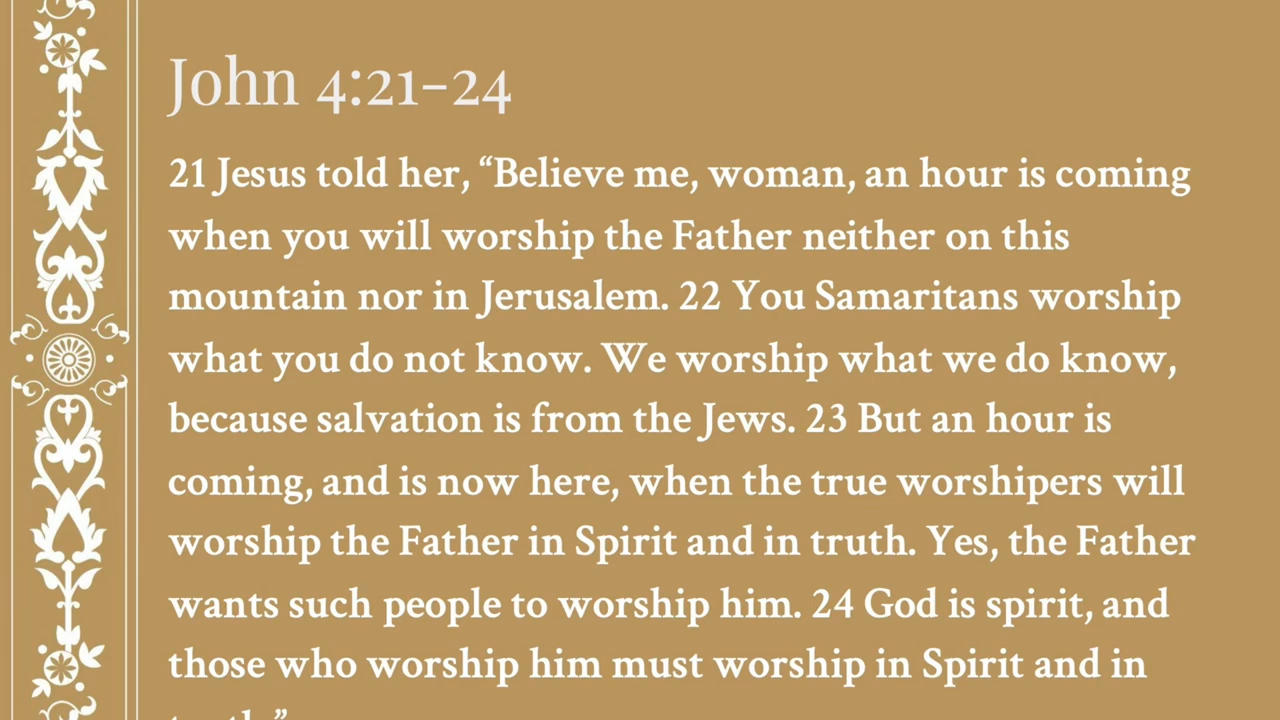 John 4:21–24
21 Jesus told her, “Believe me, woman, an hour is coming
when you will worship the Father neither on this
mountain nor in Jerusalem. 22 You Samaritans worship
what you do not know. We worship what we do know,
because salvation is from the Jews. 23 But an hour is
coming, and is now here, when the true worshipers will
worship the Father in Spirit and in truth. Yes, the Father
wants such people to worship him. 24 God is spirit, and
those who worship him must worship in Spirit and in